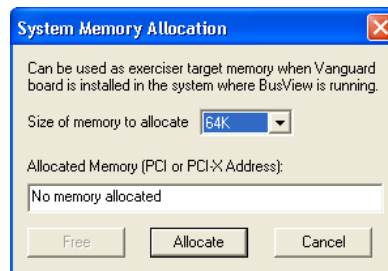 System Memory Allocation
Can be used as exerciser target memory when Vanguard
board is installed in the system where BusView is running.
Size of memory to allocate 64K
Allocated Memory (PCI or PCI-X Address):
No memory allocated
Free Allocate Cancel